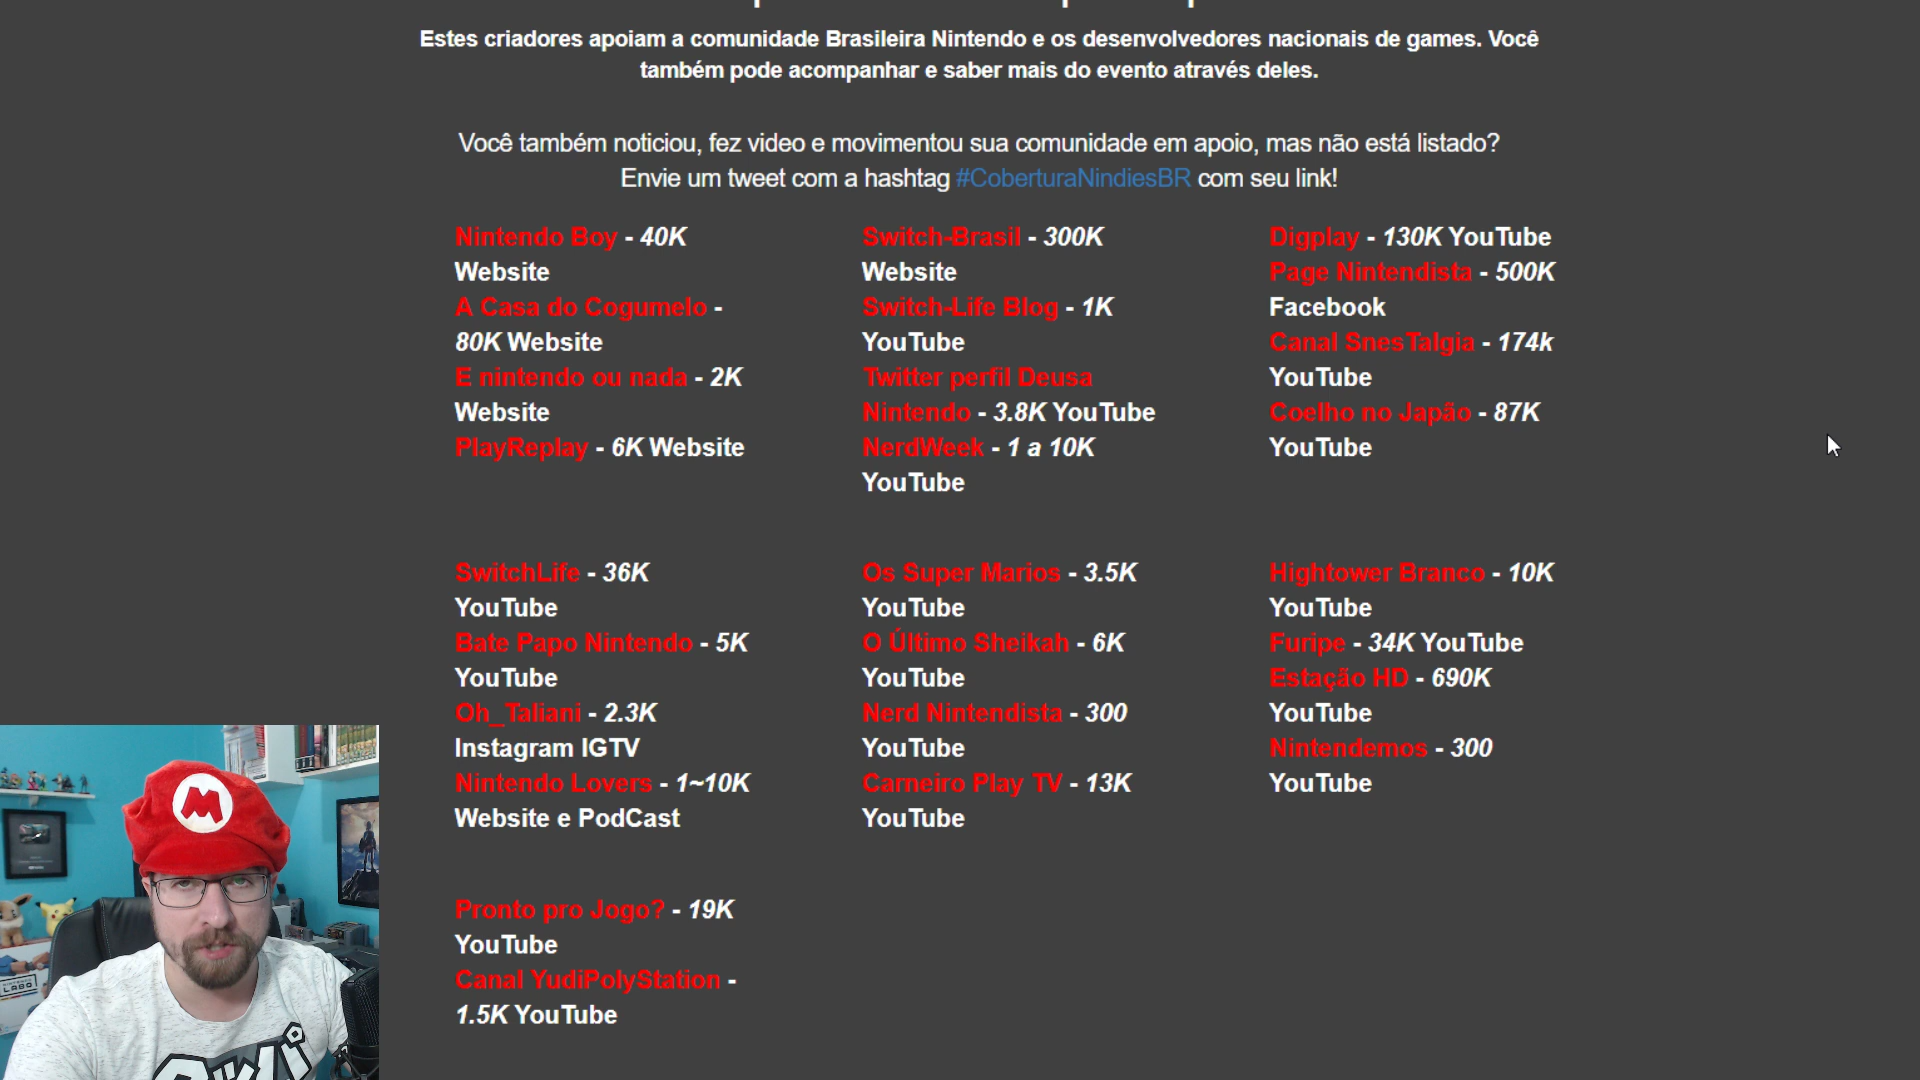 Estes criadores apoiam a comunidade Brasileira Nintendo e os desenvolvedores nacionais de games. Você
também pode acompanhar e saber mais do evento através deles.
Você também noticiou, fez video e movimentou sua comunidade em apoio, mas não está listado?
Envie um tweet com a hashtag #CoberturaNindiesBR com seu link!
Nintendo Boy - 40K
Website
A Casa do Cogumelo -
80K Website
E nintendo ou nada - 2K
Website
PlayReplay - 6K Website
Switch-Brasil - 300K
Website
Switch-Life Blog - 1K
YouTube
Twitter perfil Deusa
Nintendo - 3.8K YouTube
NerdWeek - 1 a 10K
YouTube
Digplay - 130K YouTube
Page Nintendista - 500K
Facebook
Canal SnesTalgia - 174k
YouTube
Coelho no Japão - 87K
YouTube
SwitchLife - 36K
YouTube
Bate Papo Nintendo - 5K
YouTube
Oh_Taliani - 2.3K
Instagram IGTV
Nintendo Lovers - 1~10K
Website e PodCast
Os Super Marios - 3.5K
YouTube
O Último Sheikah - 6K
YouTube
Nerd Nintendista - 300
YouTube
Carneiro Play TV - 13K
YouTube
Hightower Branco - 10K
YouTube
Furipe - 34K YouTube
Estação HD - 690K
YouTube
Nintendemos - 300
YouTube
Pronto pro Jogo? - 19K
YouTube
Canal YudiPolyStation -
1.5K YouTube
M
LABO